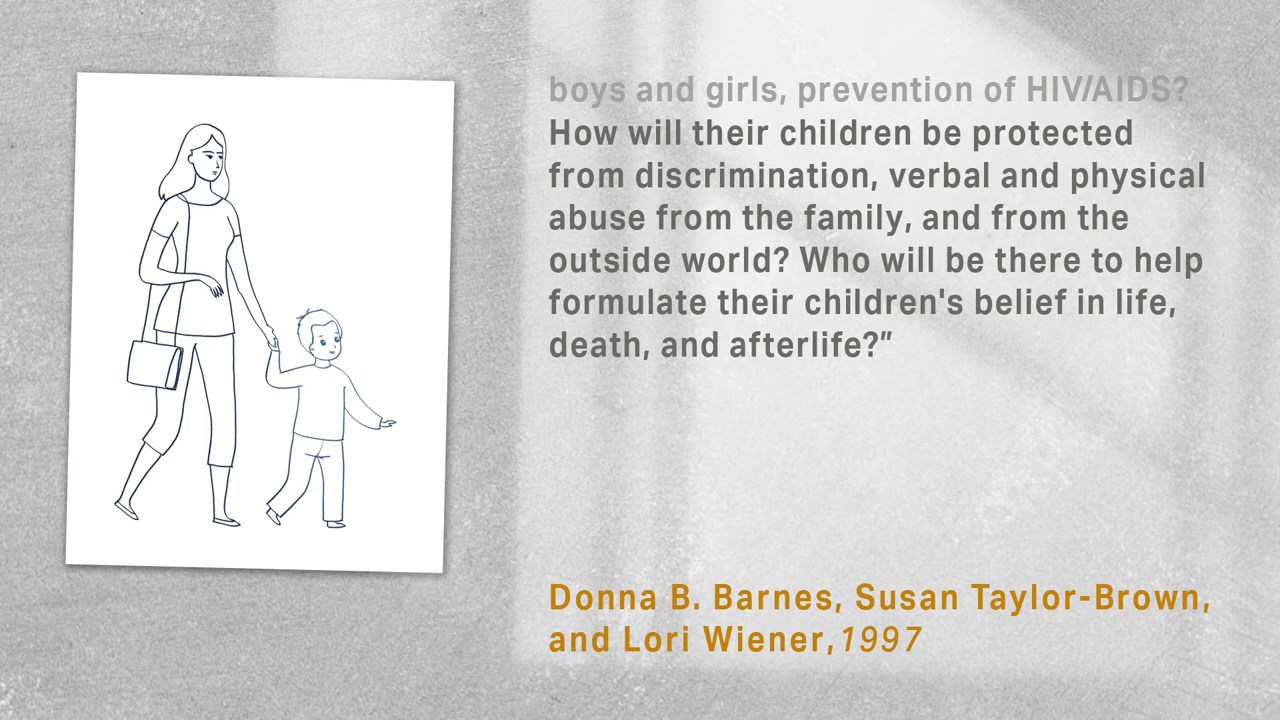 boys and girls, prevention of HIV/AIDS?
How will their children be protected
from discrimination, verbal and physical
abuse from the family, and from the
outside world? Who will be there to help
formulate their children's belief in life,
death, and afterlife?”
Donna B. Barnes, Susan Taylor-Brown,
and Lori Wiener, 1997